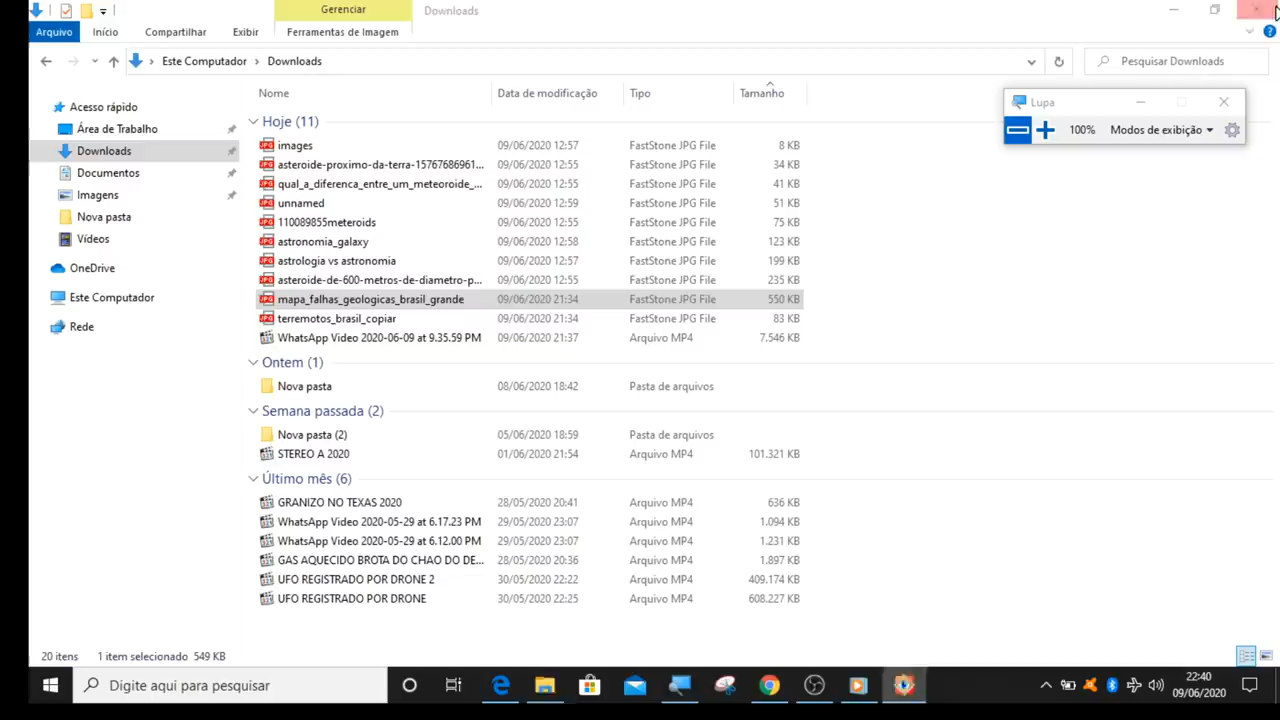 Gerenciar Downloads
Arquivo Início Compartilhar Exibir Ferramentas de Imagem
Este Computador > Downloads Pesquisar Downloads
Nome Data de modificação Tipo Tamanho
Lupa
100% Modos de exibição
Acesso rápido
Área de Trabalho
Downloads
Documentos
Imagens
Nova pasta
Vídeos
OneDrive
Este Computador
Rede
Hoje (11)
images 09/06/2020 12:57 FastStone JPG File 8 KB
asteroide-proximo-da-terra-15767686961... 09/06/2020 12:55 FastStone JPG File 34 KB
qual_a_diferenca_entre_um_meteoroide_... 09/06/2020 12:55 FastStone JPG File 41 KB
unnamed 09/06/2020 12:55 FastStone JPG File 51 KB
110089855meteroids 09/06/2020 12:55 FastStone JPG File 75 KB
astronomia_galaxy 09/06/2020 12:58 FastStone JPG File 123 KB
astrologia vs astronomia 09/06/2020 12:57 FastStone JPG File 199 KB
asteroide-de-600-metros-de-diametro-p... 09/06/2020 12:55 FastStone JPG File 235 KB
mapa_falhas_geologicas_brasil_grande 09/06/2020 21:34 FastStone JPG File 550 KB
terremotos_brasil_copiar 09/06/2020 21:34 FastStone JPG File 83 KB
WhatsApp Video 2020-06-09 at 9.35.59 PM 09/06/2020 21:37 Arquivo MP4 7.546 KB
Ontem (1)
Nova pasta 08/06/2020 18:42 Pasta de arquivos
Semana passada (2)
Nova pasta (2) 05/06/2020 18:59 Pasta de arquivos
STEREO A 2020 01/06/2020 21:54 Arquivo MP4 101.321 KB
Último mês (6)
GRANIZO NO TEXAS 2020 28/05/2020 20:41 Arquivo MP4 636 KB
WhatsApp Video 2020-05-29 at 6.17.23 PM 29/05/2020 23:07 Arquivo MP4 1.094 KB
WhatsApp Video 2020-05-29 at 6.12.00 PM 29/05/2020 23:07 Arquivo MP4 1.231 KB
GAS AQUECIDO BROTA DO CHAO DO DE... 28/05/2020 20:36 Arquivo MP4 1.897 KB
UFO REGISTRADO POR DRONE 2 30/05/2020 22:22 Arquivo MP4 409.174 KB
UFO REGISTRADO POR DRONE 30/05/2020 22:25 Arquivo MP4 608.227 KB
20 itens 1 item selecionado 549 KB
Digite aqui para pesquisar
22:40
09/06/2020